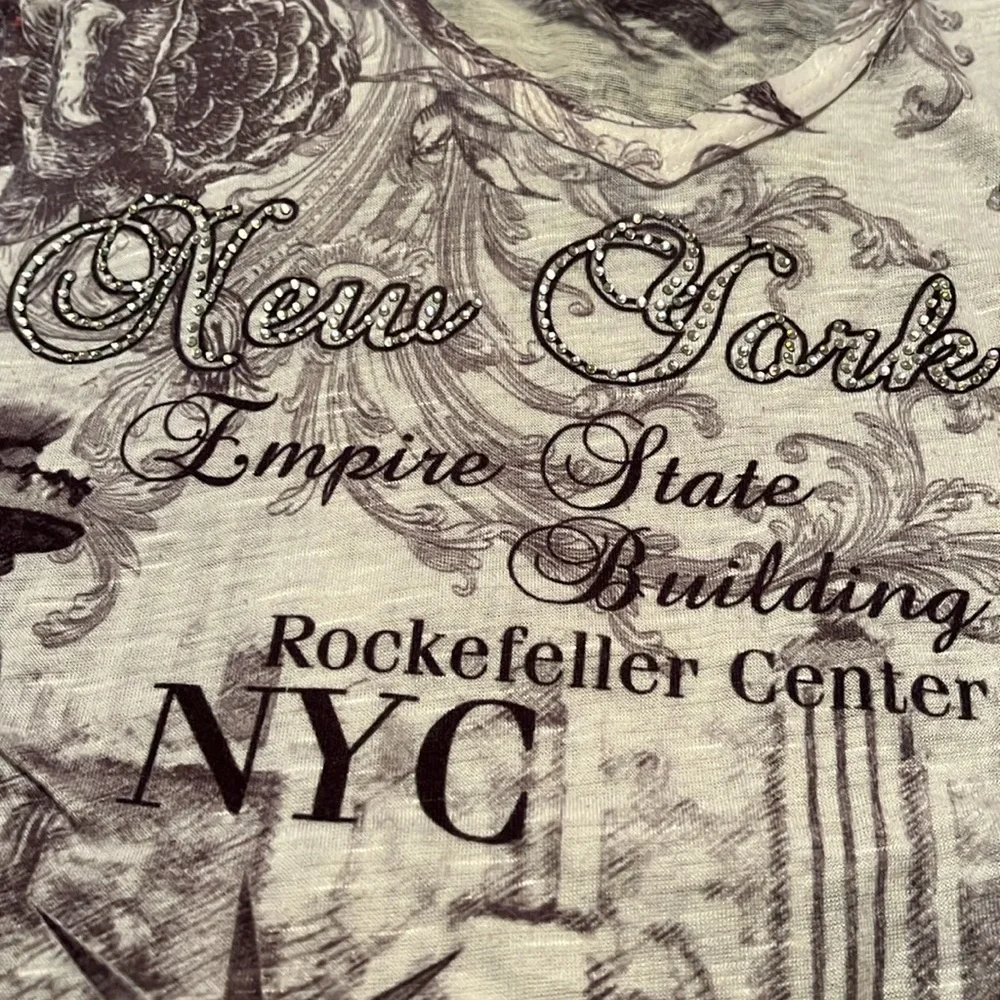 New York
Empire State
Building
Rockefeller Center
NYC